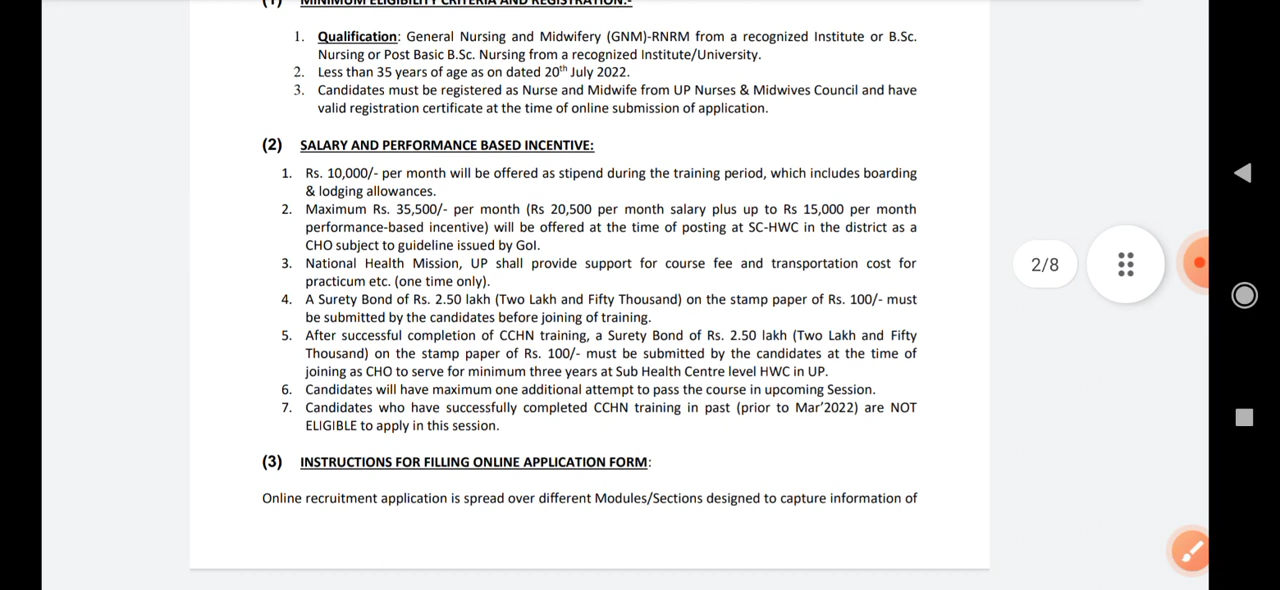 (1) MINIMUM ELIGIBILITY CRITERIA AND REGISTRATION:-
1. Qualification: General Nursing and Midwifery (GNM)-RNRM from a recognized Institute or B.Sc.
Nursing or Post Basic B.Sc. Nursing from a recognized Institute/University.
2. Less than 35 years of age as on dated 20th July 2022.
3. Candidates must be registered as Nurse and Midwife from UP Nurses & Midwives Council and have
valid registration certificate at the time of online submission of application.
(2) SALARY AND PERFORMANCE BASED INCENTIVE:
1. Rs. 10,000/- per month will be offered as stipend during the training period, which includes boarding
& lodging allowances.
2. Maximum Rs. 35,500/- per month (Rs 20,500 per month salary plus up to Rs 15,000 per month
performance-based incentive) will be offered at the time of posting at SC-HWC in the district as a
CHO subject to guideline issued by GoI.
3. National Health Mission, UP shall provide support for course fee and transportation cost for
practicum etc. (one time only).
4. A Surety Bond of Rs. 2.50 lakh (Two Lakh and Fifty Thousand) on the stamp paper of Rs. 100/- must
be submitted by the candidates before joining of training.
5. After successful completion of CCHN training, a Surety Bond of Rs. 2.50 lakh (Two Lakh and Fifty
Thousand) on the stamp paper of Rs. 100/- must be submitted by the candidates at the time of
joining as CHO to serve for minimum three years at Sub Health Centre level HWC in UP.
6. Candidates will have maximum one additional attempt to pass the course in upcoming Session.
7. Candidates who have successfully completed CCHN training in past (prior to Mar'2022) are NOT
ELIGIBLE to apply in this session.
(3) INSTRUCTIONS FOR FILLING ONLINE APPLICATION FORM:
Online recruitment application is spread over different Modules/Sections designed to capture information of
2/8